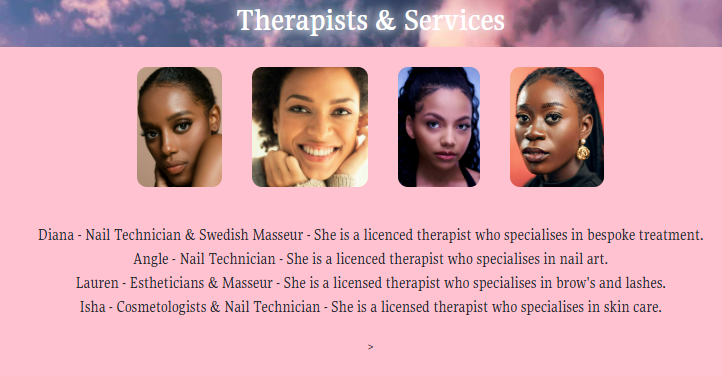 Therapists & Services
Diana - Nail Technician & Swedish Masseur - She is a licenced therapist who specialises in bespoke treatment.
Angle - Nail Technician - She is a licenced therapist who specialises in nail art.
Lauren - Estheticians & Masseur - She is a licensed therapist who specialises in brow's and lashes.
Isha - Cosmetologists & Nail Technician - She is a licensed therapist who specialises in skin care.
>